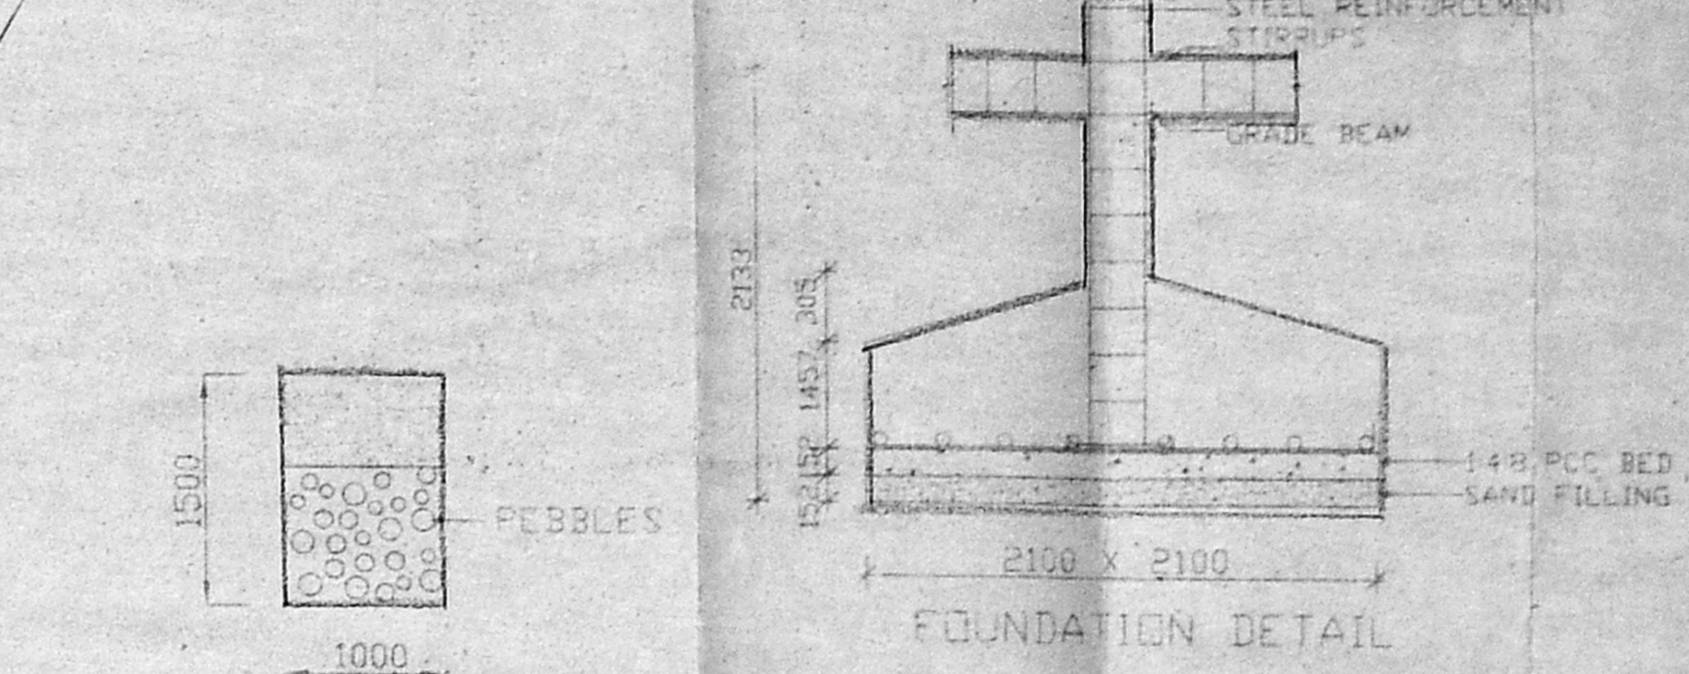 STEEL REINFORCEMENT
STIRRUPS
GRADE BEAM
2133
305
1457
152
152
1:4:8 PCC BED
SAND FILLING
1500
PEBBLES
2100 X 2100
FOUNDATION DETAIL
1000